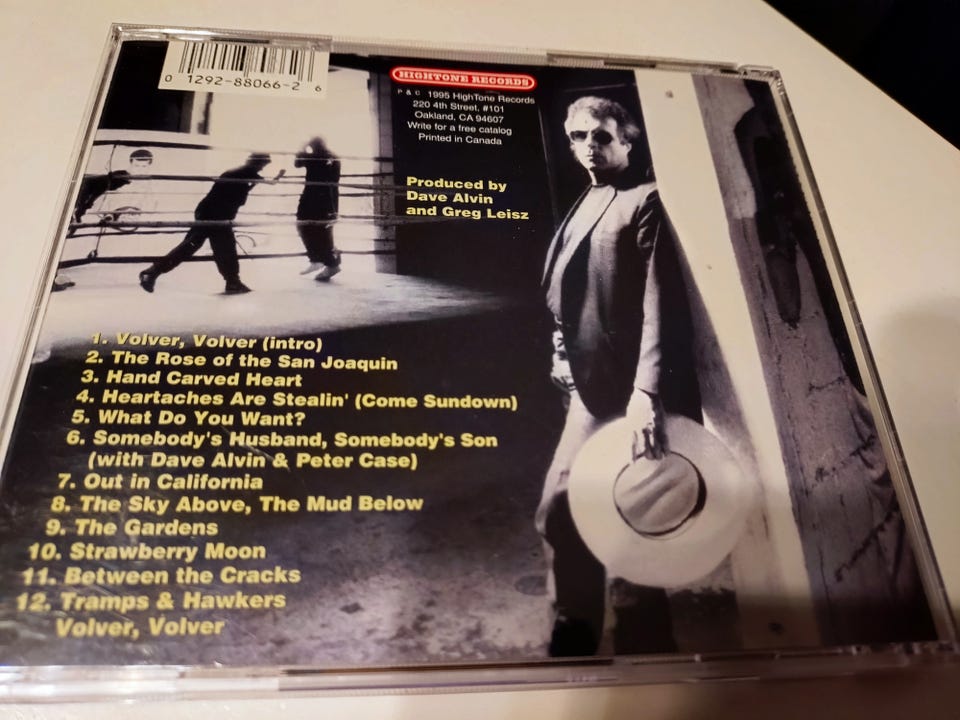 0 1292-88066-2 6
HIGHTONE RECORDS
P & C 1995 HighTone Records
220 4th Street, #101
Oakland, CA 94607
Write for a free catalog
Printed in Canada
Produced by
Dave Alvin
and Greg Leisz
1. Volver, Volver (intro)
2. The Rose of the San Joaquin
3. Hand Carved Heart
4. Heartaches Are Stealin' (Come Sundown)
5. What Do You Want?
6. Somebody's Husband, Somebody's Son
(with Dave Alvin & Peter Case)
7. Out in California
8. The Sky Above, The Mud Below
9. The Gardens
10. Strawberry Moon
11. Between the Cracks
12. Tramps & Hawkers
Volver, Volver